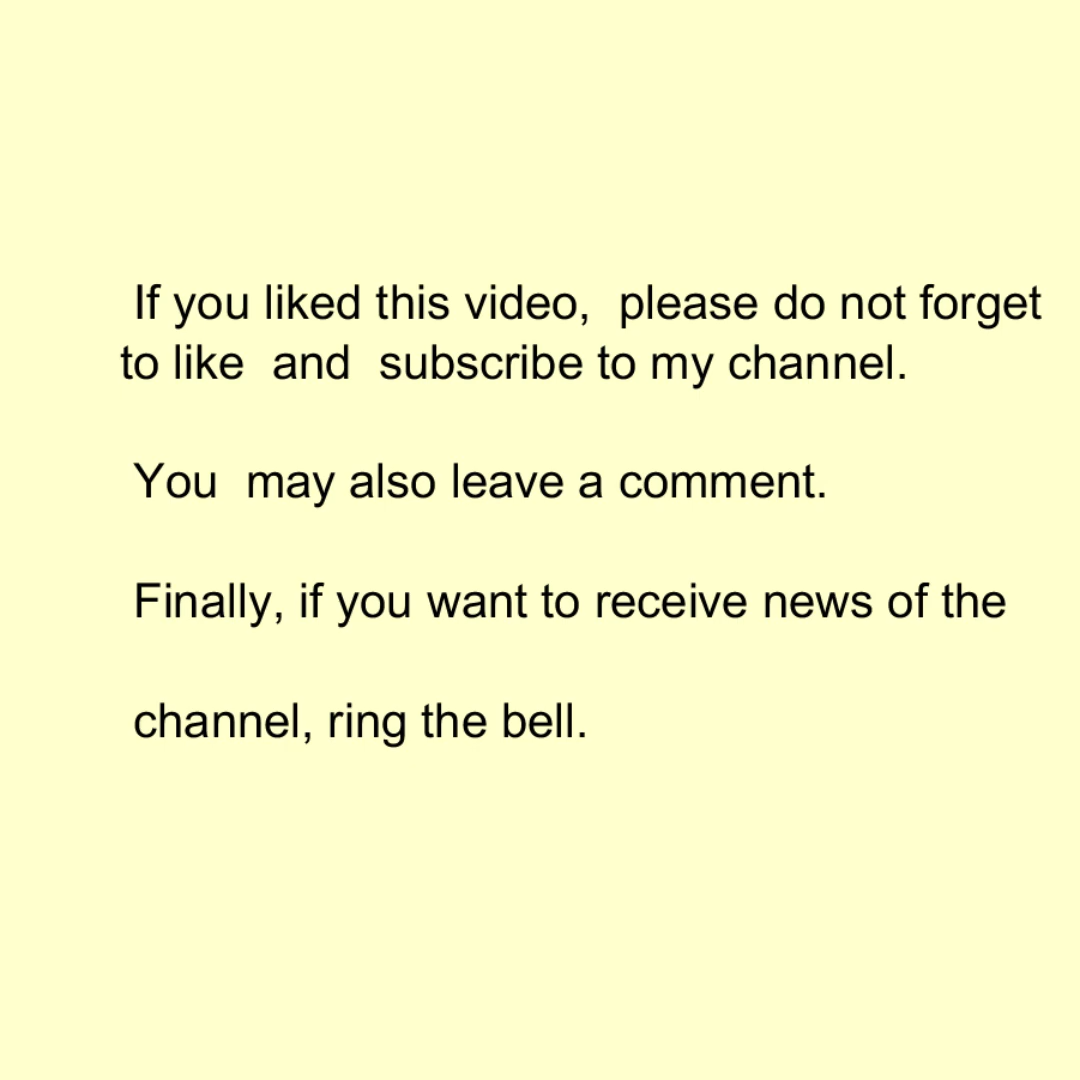 If you liked this video,  please do not forget
to like  and  subscribe to my channel.
You  may also leave a comment.
Finally, if you want to receive news of the
channel, ring the bell.